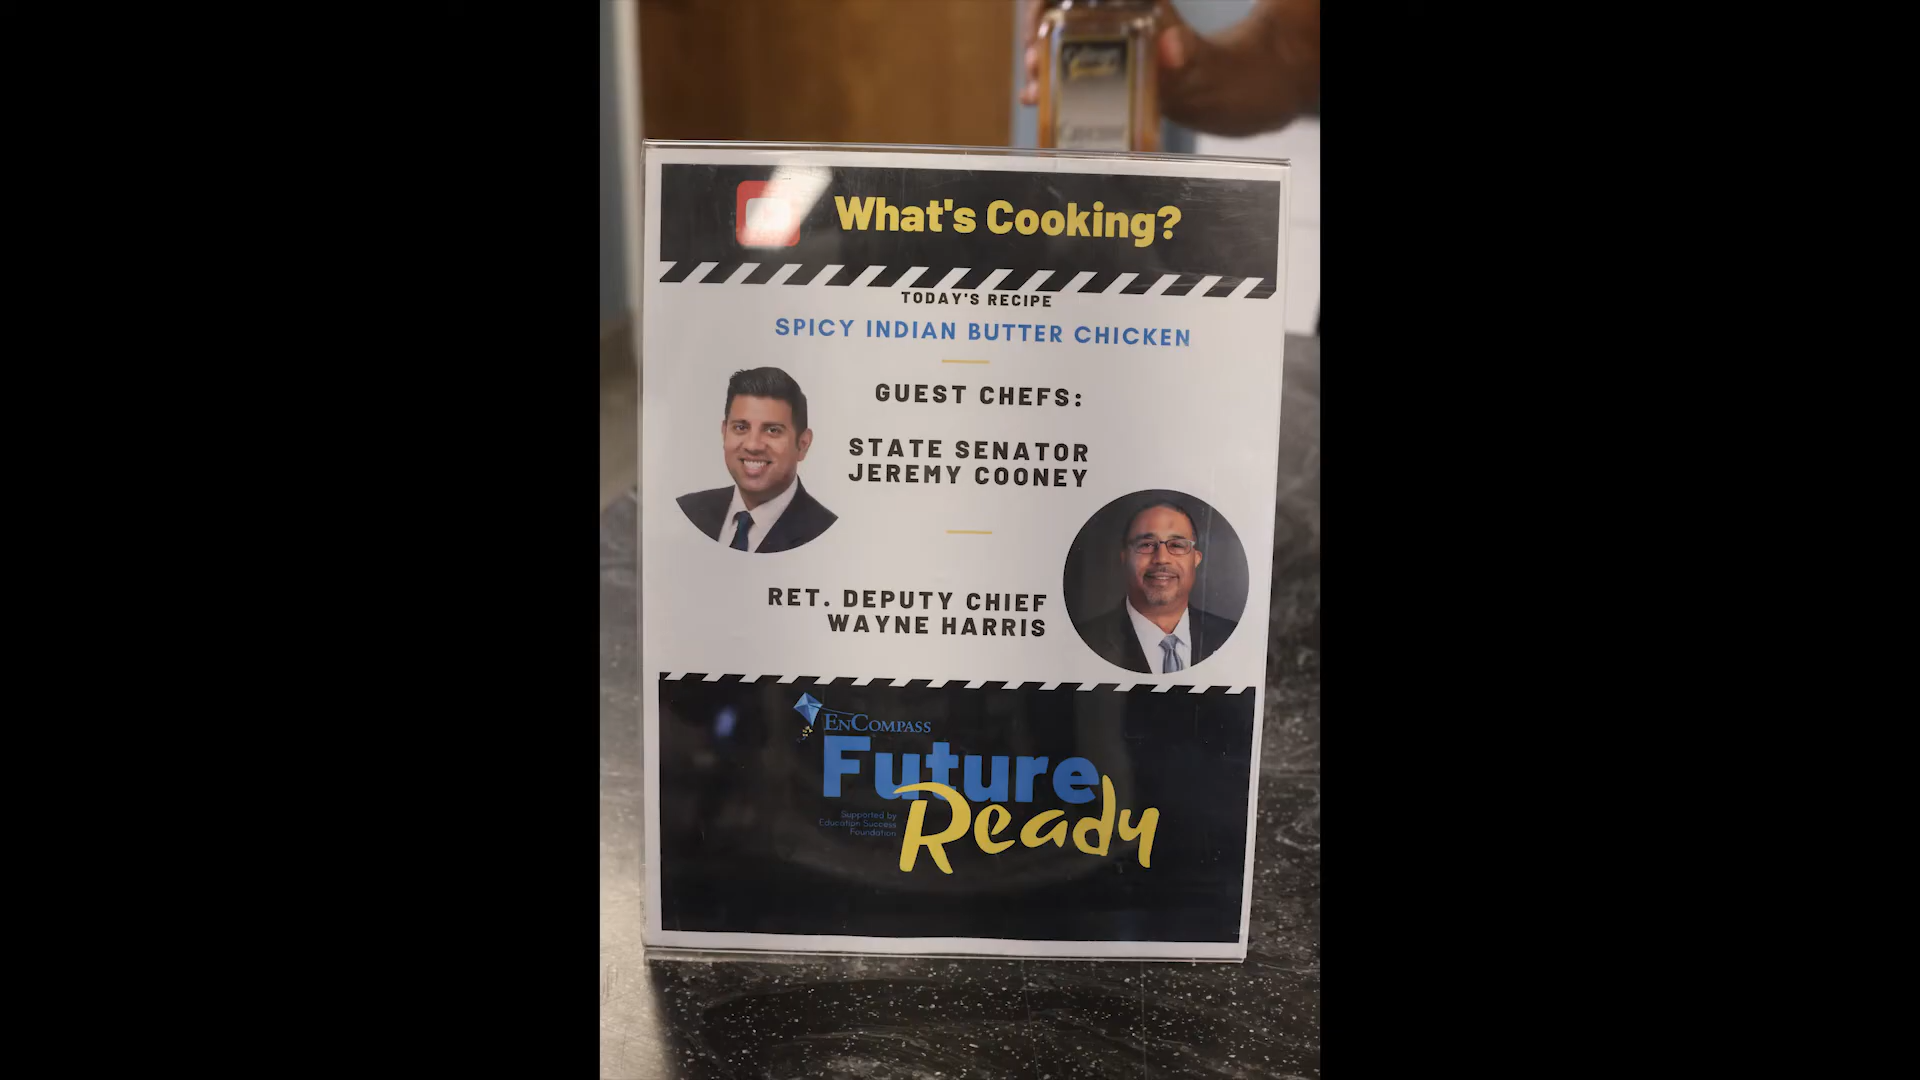 What's Cooking?
TODAY'S RECIPE
SPICY INDIAN BUTTER CHICKEN
GUEST CHEFS:
STATE SENATOR
JEREMY COONEY
RET. DEPUTY CHIEF
WAYNE HARRIS
ENCOMPASS
Future
Ready
Supported by
Education Success
Foundation